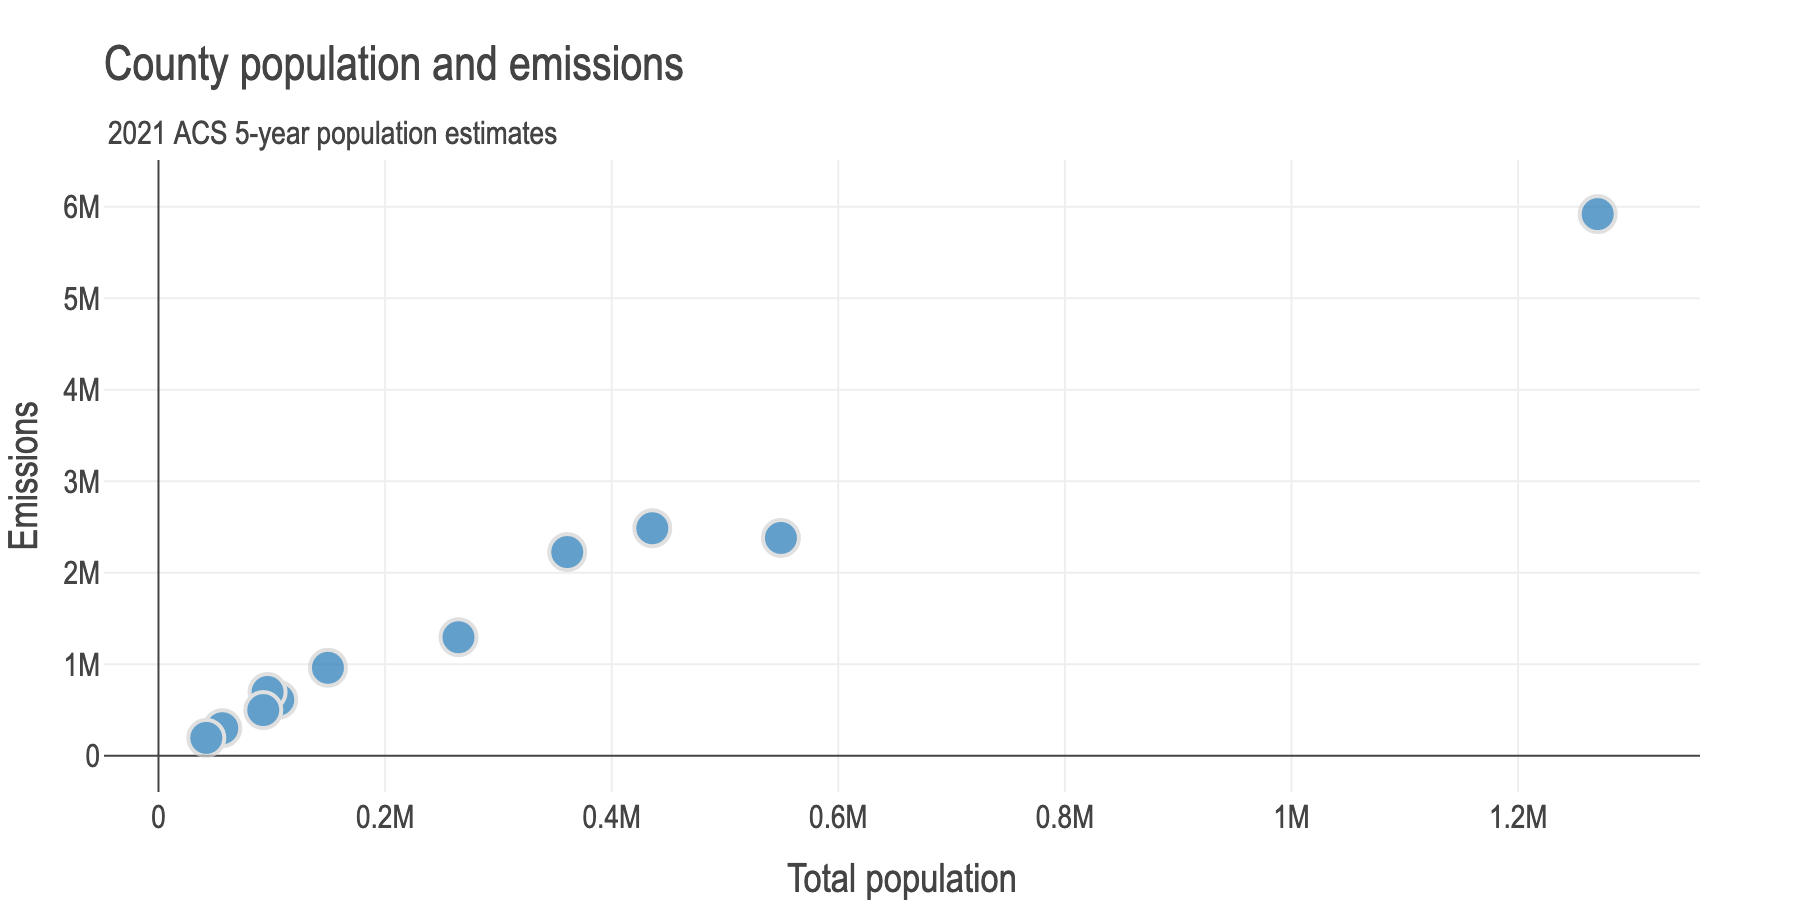 County population and emissions
2021 ACS 5-year population estimates
6M
5M
4M
3M
2M
1M
0
Emissions
0
0.2M
0.4M
0.6M
0.8M
1M
1.2M
Total population